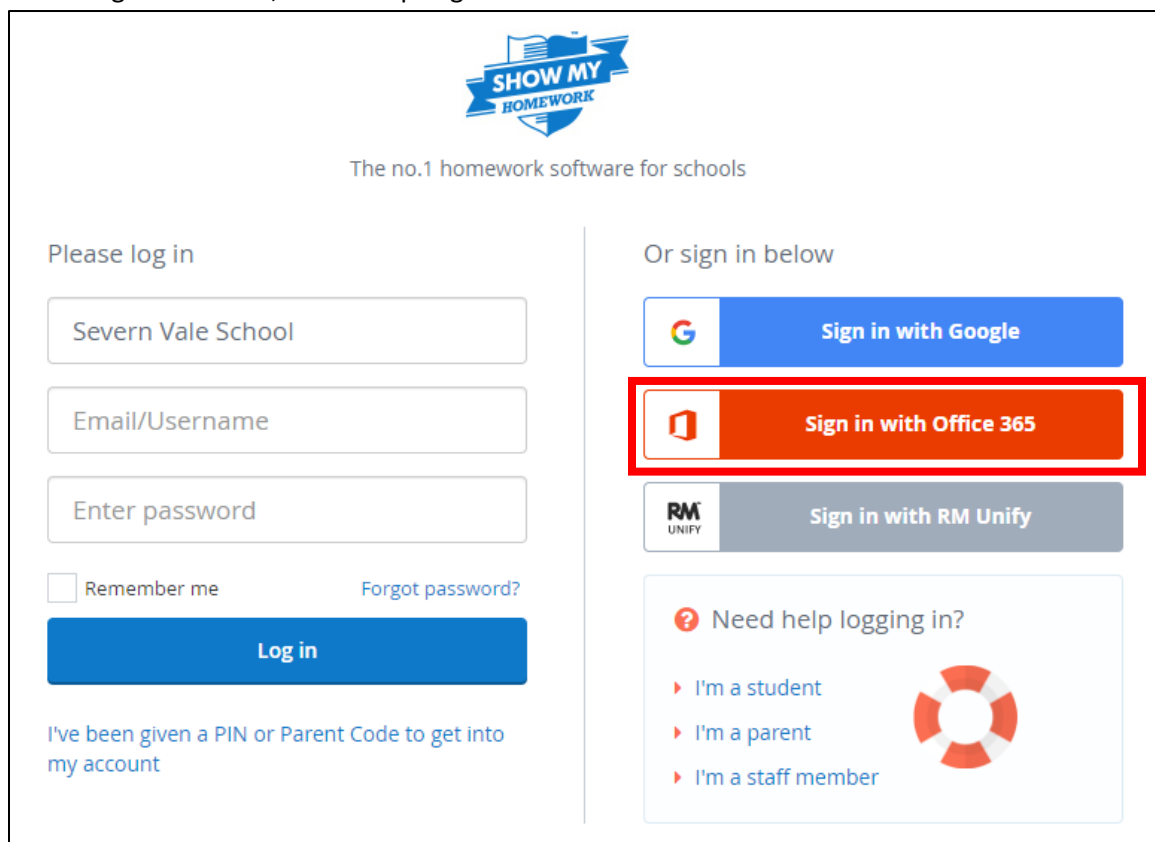 SHOW MY
HOMEWORK
The no.1 homework software for schools
Please log in
Severn Vale School
Email/Username
Enter password
Remember me
Forgot password?
Log in
I've been given a PIN or Parent Code to get into
my account
Or sign in below
G
Sign in with Google
Sign in with Office 365
RM
UNIFY
Sign in with RM Unify
? Need help logging in?
I'm a student
I'm a parent
I'm a staff member